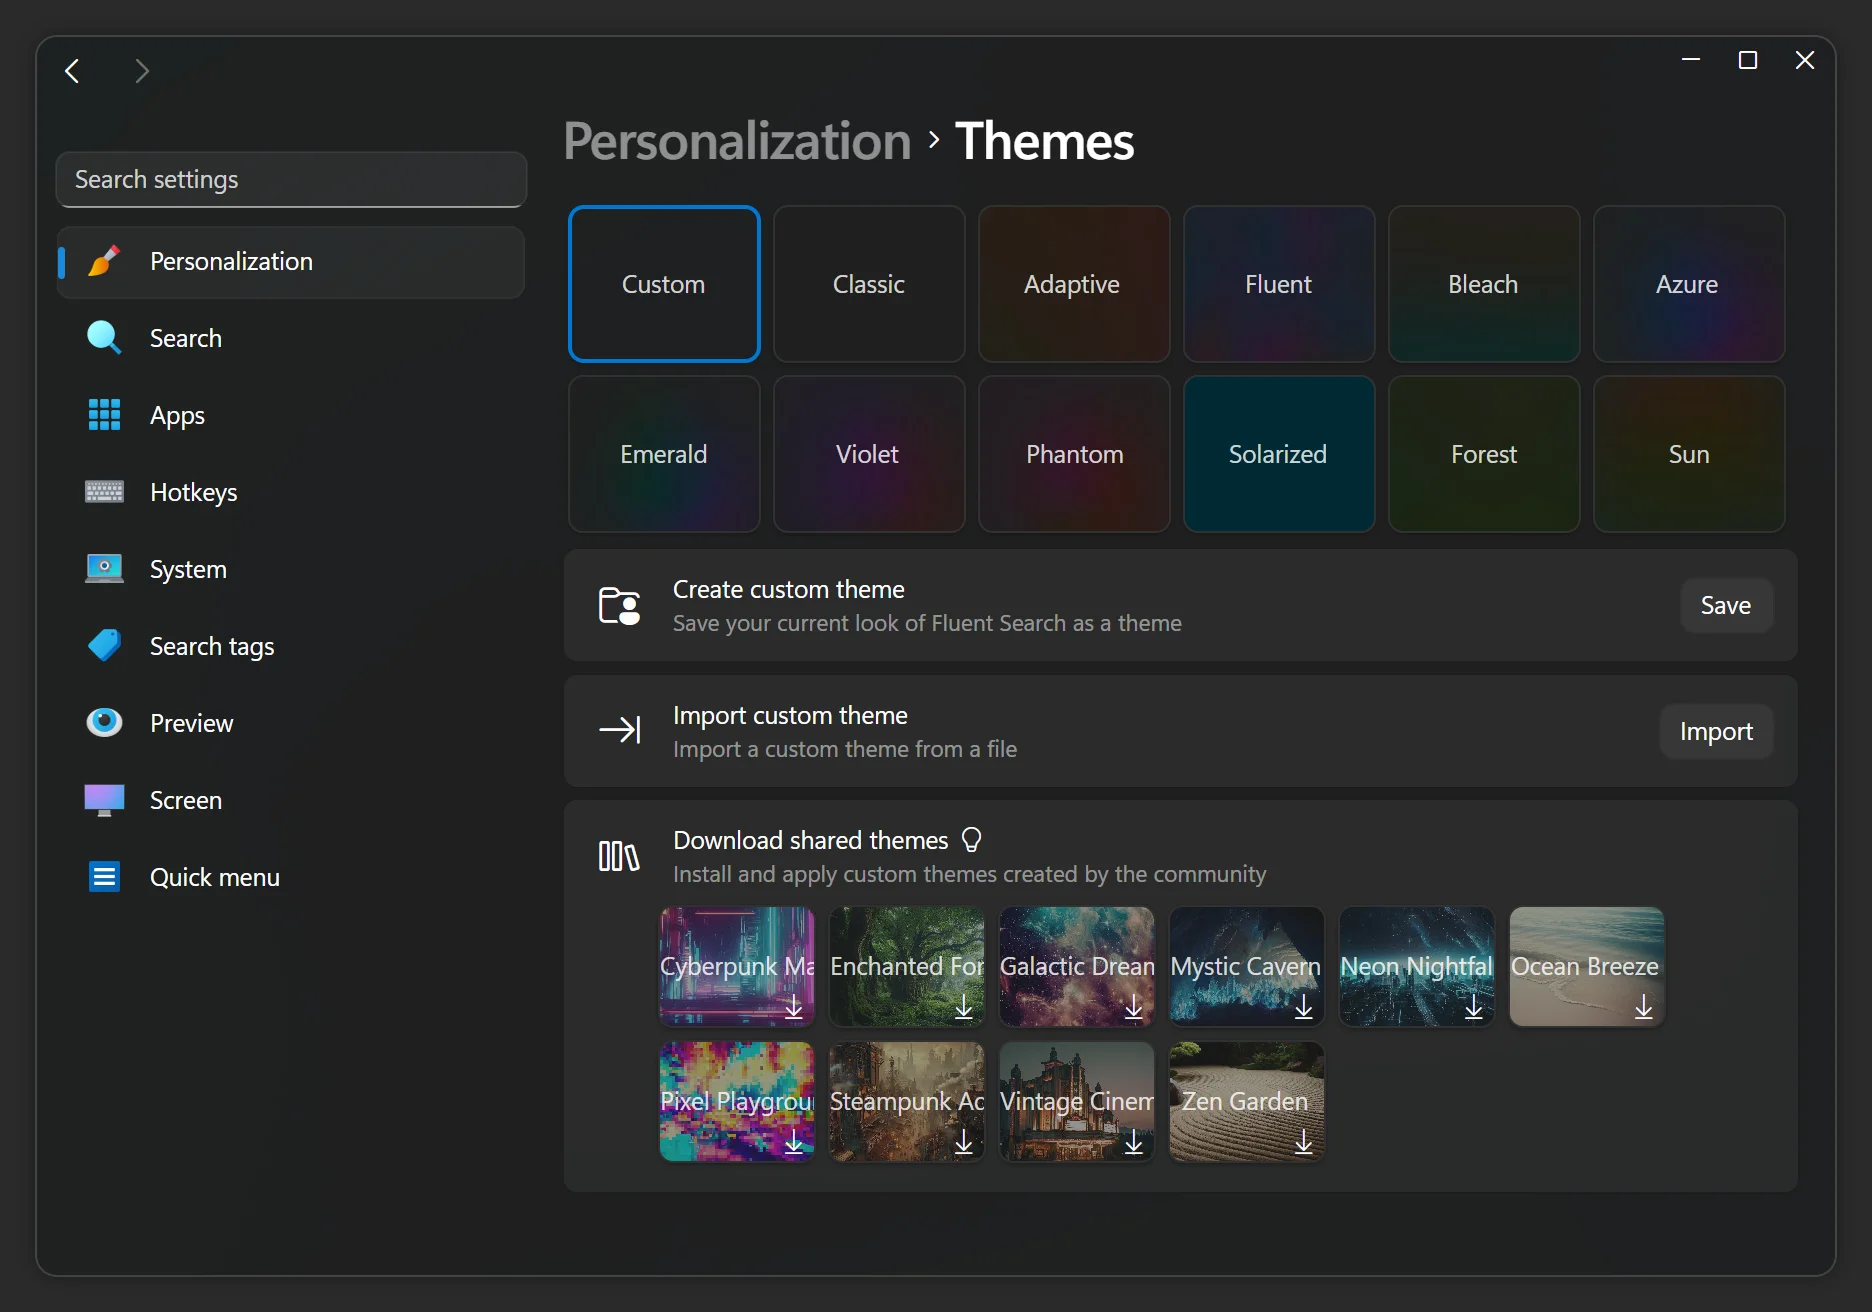 Personalization › Themes
Search settings
Personalization
Search
Apps
Hotkeys
System
Search tags
Preview
Screen
Quick menu
Custom
Classic
Adaptive
Fluent
Bleach
Azure
Emerald
Violet
Phantom
Solarized
Forest
Sun
Create custom theme
Save your current look of Fluent Search as a theme
Save
Import custom theme
Import a custom theme from a file
Import
Download shared themes
Install and apply custom themes created by the community
Cyberpunk Ma
Enchanted For
Galactic Drean
Mystic Cavern
Neon Nightfal
Ocean Breeze
Pixel Playgrou
Steampunk Ad
Vintage Cinem
Zen Garden